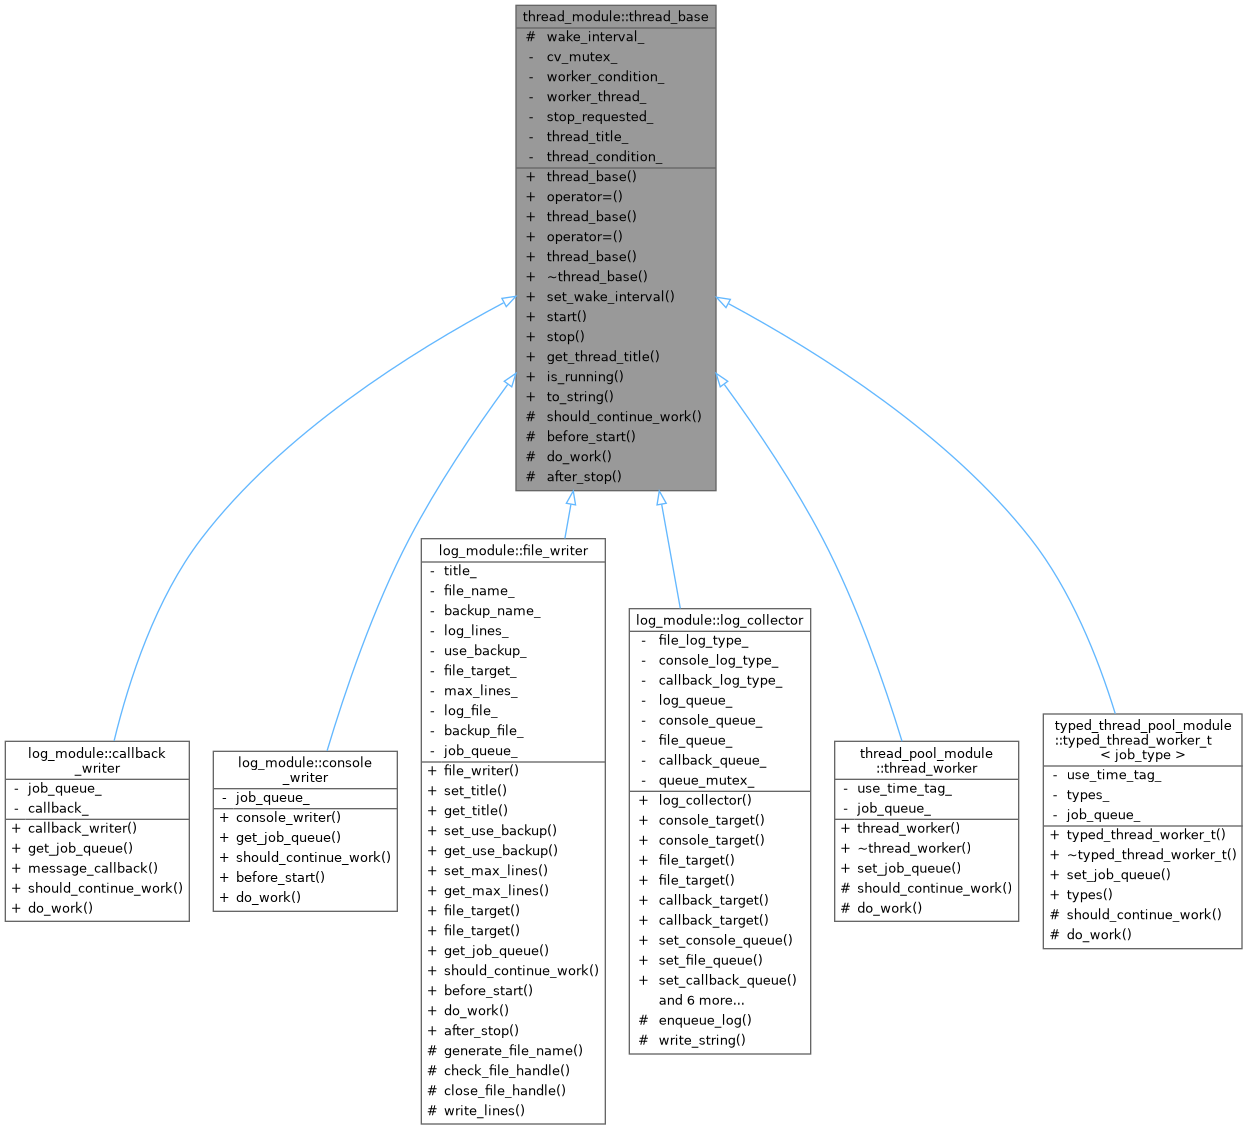 thread_module::thread_base
# wake_interval_
- cv_mutex_
- worker_condition_
- worker_thread_
- stop_requested_
- thread_title_
- thread_condition_
+ thread_base()
+ operator=()
+ thread_base()
+ operator=()
+ thread_base()
+ ~thread_base()
+ set_wake_interval()
+ start()
+ stop()
+ get_thread_title()
+ is_running()
+ to_string()
# should_continue_work()
# before_start()
# do_work()
# after_stop()
log_module::callback
_writer
- job_queue_
- callback_
+ callback_writer()
+ get_job_queue()
+ message_callback()
+ should_continue_work()
+ do_work()
log_module::console
_writer
- job_queue_
+ console_writer()
+ get_job_queue()
+ should_continue_work()
+ before_start()
+ do_work()
log_module::file_writer
- title_
- file_name_
- backup_name_
- log_lines_
- use_backup_
- file_target_
- max_lines_
- log_file_
- backup_file_
- job_queue_
+ file_writer()
+ set_title()
+ get_title()
+ set_use_backup()
+ get_use_backup()
+ set_max_lines()
+ get_max_lines()
+ file_target()
+ file_target()
+ get_job_queue()
+ should_continue_work()
+ before_start()
+ do_work()
+ after_stop()
# generate_file_name()
# check_file_handle()
# close_file_handle()
# write_lines()
log_module::log_collector
- file_log_type_
- console_log_type_
- callback_log_type_
- log_queue_
- console_queue_
- file_queue_
- callback_queue_
- queue_mutex_
+ log_collector()
+ console_target()
+ console_target()
+ file_target()
+ file_target()
+ callback_target()
+ callback_target()
+ set_console_queue()
+ set_file_queue()
+ set_callback_queue()
and 6 more...
# enqueue_log()
# write_string()
thread_pool_module
::thread_worker
- use_time_tag_
- job_queue_
+ thread_worker()
+ ~thread_worker()
+ set_job_queue()
# should_continue_work()
# do_work()
typed_thread_pool_module
::typed_thread_worker_t
< job_type >
- use_time_tag_
- types_
- job_queue_
+ typed_thread_worker_t()
+ ~typed_thread_worker_t()
+ set_job_queue()
+ types()
# should_continue_work()
# do_work()